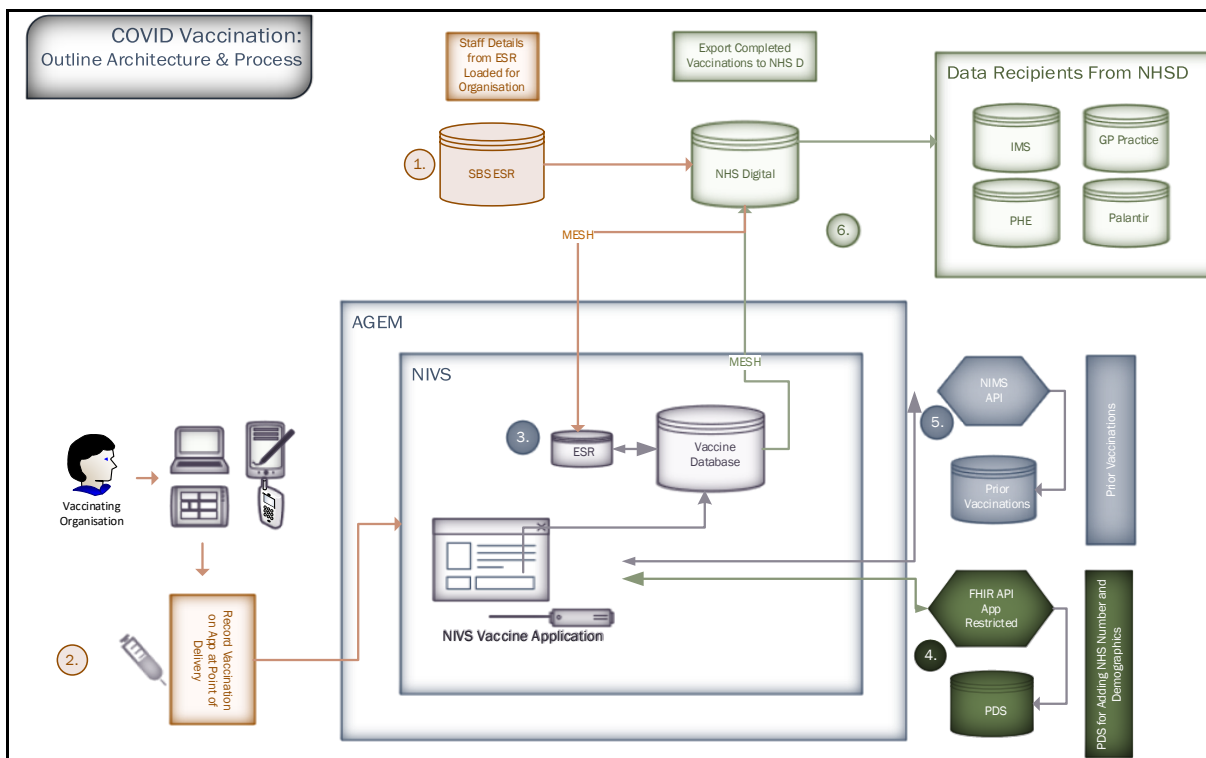 COVID Vaccination:
Outline Architecture & Process
Staff Details
from ESR
Loaded for
Organisation
Export Completed
Vaccinations to NHS D
Data Recipients From NHSD
IMS
GP Practice
PHE
Palantir
1.
SBS ESR
NHS Digital
6.
MESH
AGEM
MESH
NIVS
3.
ESR
Vaccine
Database
NIMS
API
5.
Prior
Vaccinations
Prior Vaccinations
Vaccinating
Organisation
NIVS Vaccine Application
2.
Record Vaccination
on App at Point of
Delivery
FHIR API
App
Restricted
4.
PDS
PDS for Adding NHS Number and
Demographics